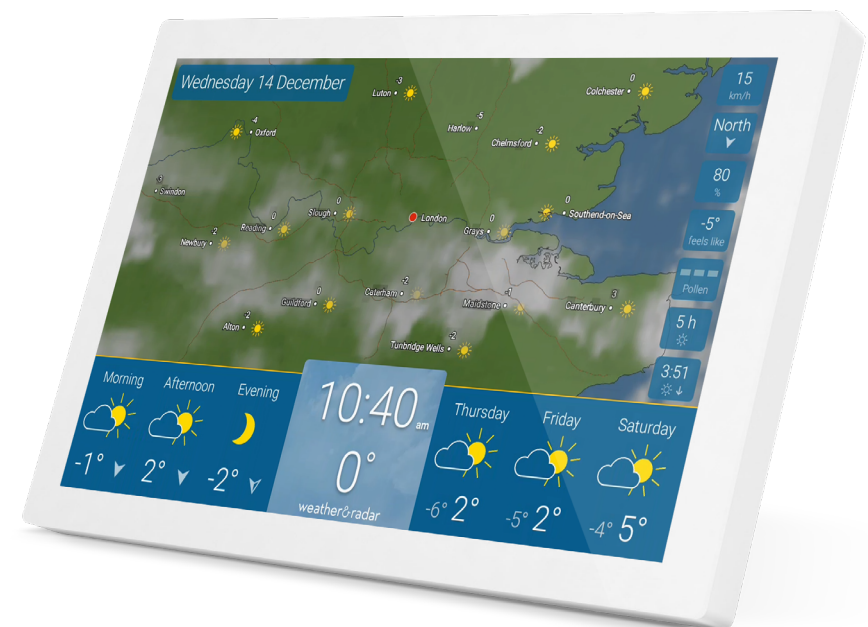 Wednesday 14 December
-3
Luton
0
Colchester
15
km/h
-4
Oxford
-5
Harlow
-2
Chelmsford
North
-3
Swindon
80
%
0
Slough
London
0
Southend-on-Sea
0
Reading
0
Grays
-5°
feels like
-2
Newbury
Pollen
0
Guildford
-2
Caterham
-1
Maidstone
3
Canterbury
5 h
-2
Alton
-2
Tunbridge Wells
3:51
Morning
Afternoon
Evening
-1°
2°
-2°
10:40 am
0°
weather&radar
Thursday
Friday
Saturday
-6° 2°
-5° 2°
-4° 5°